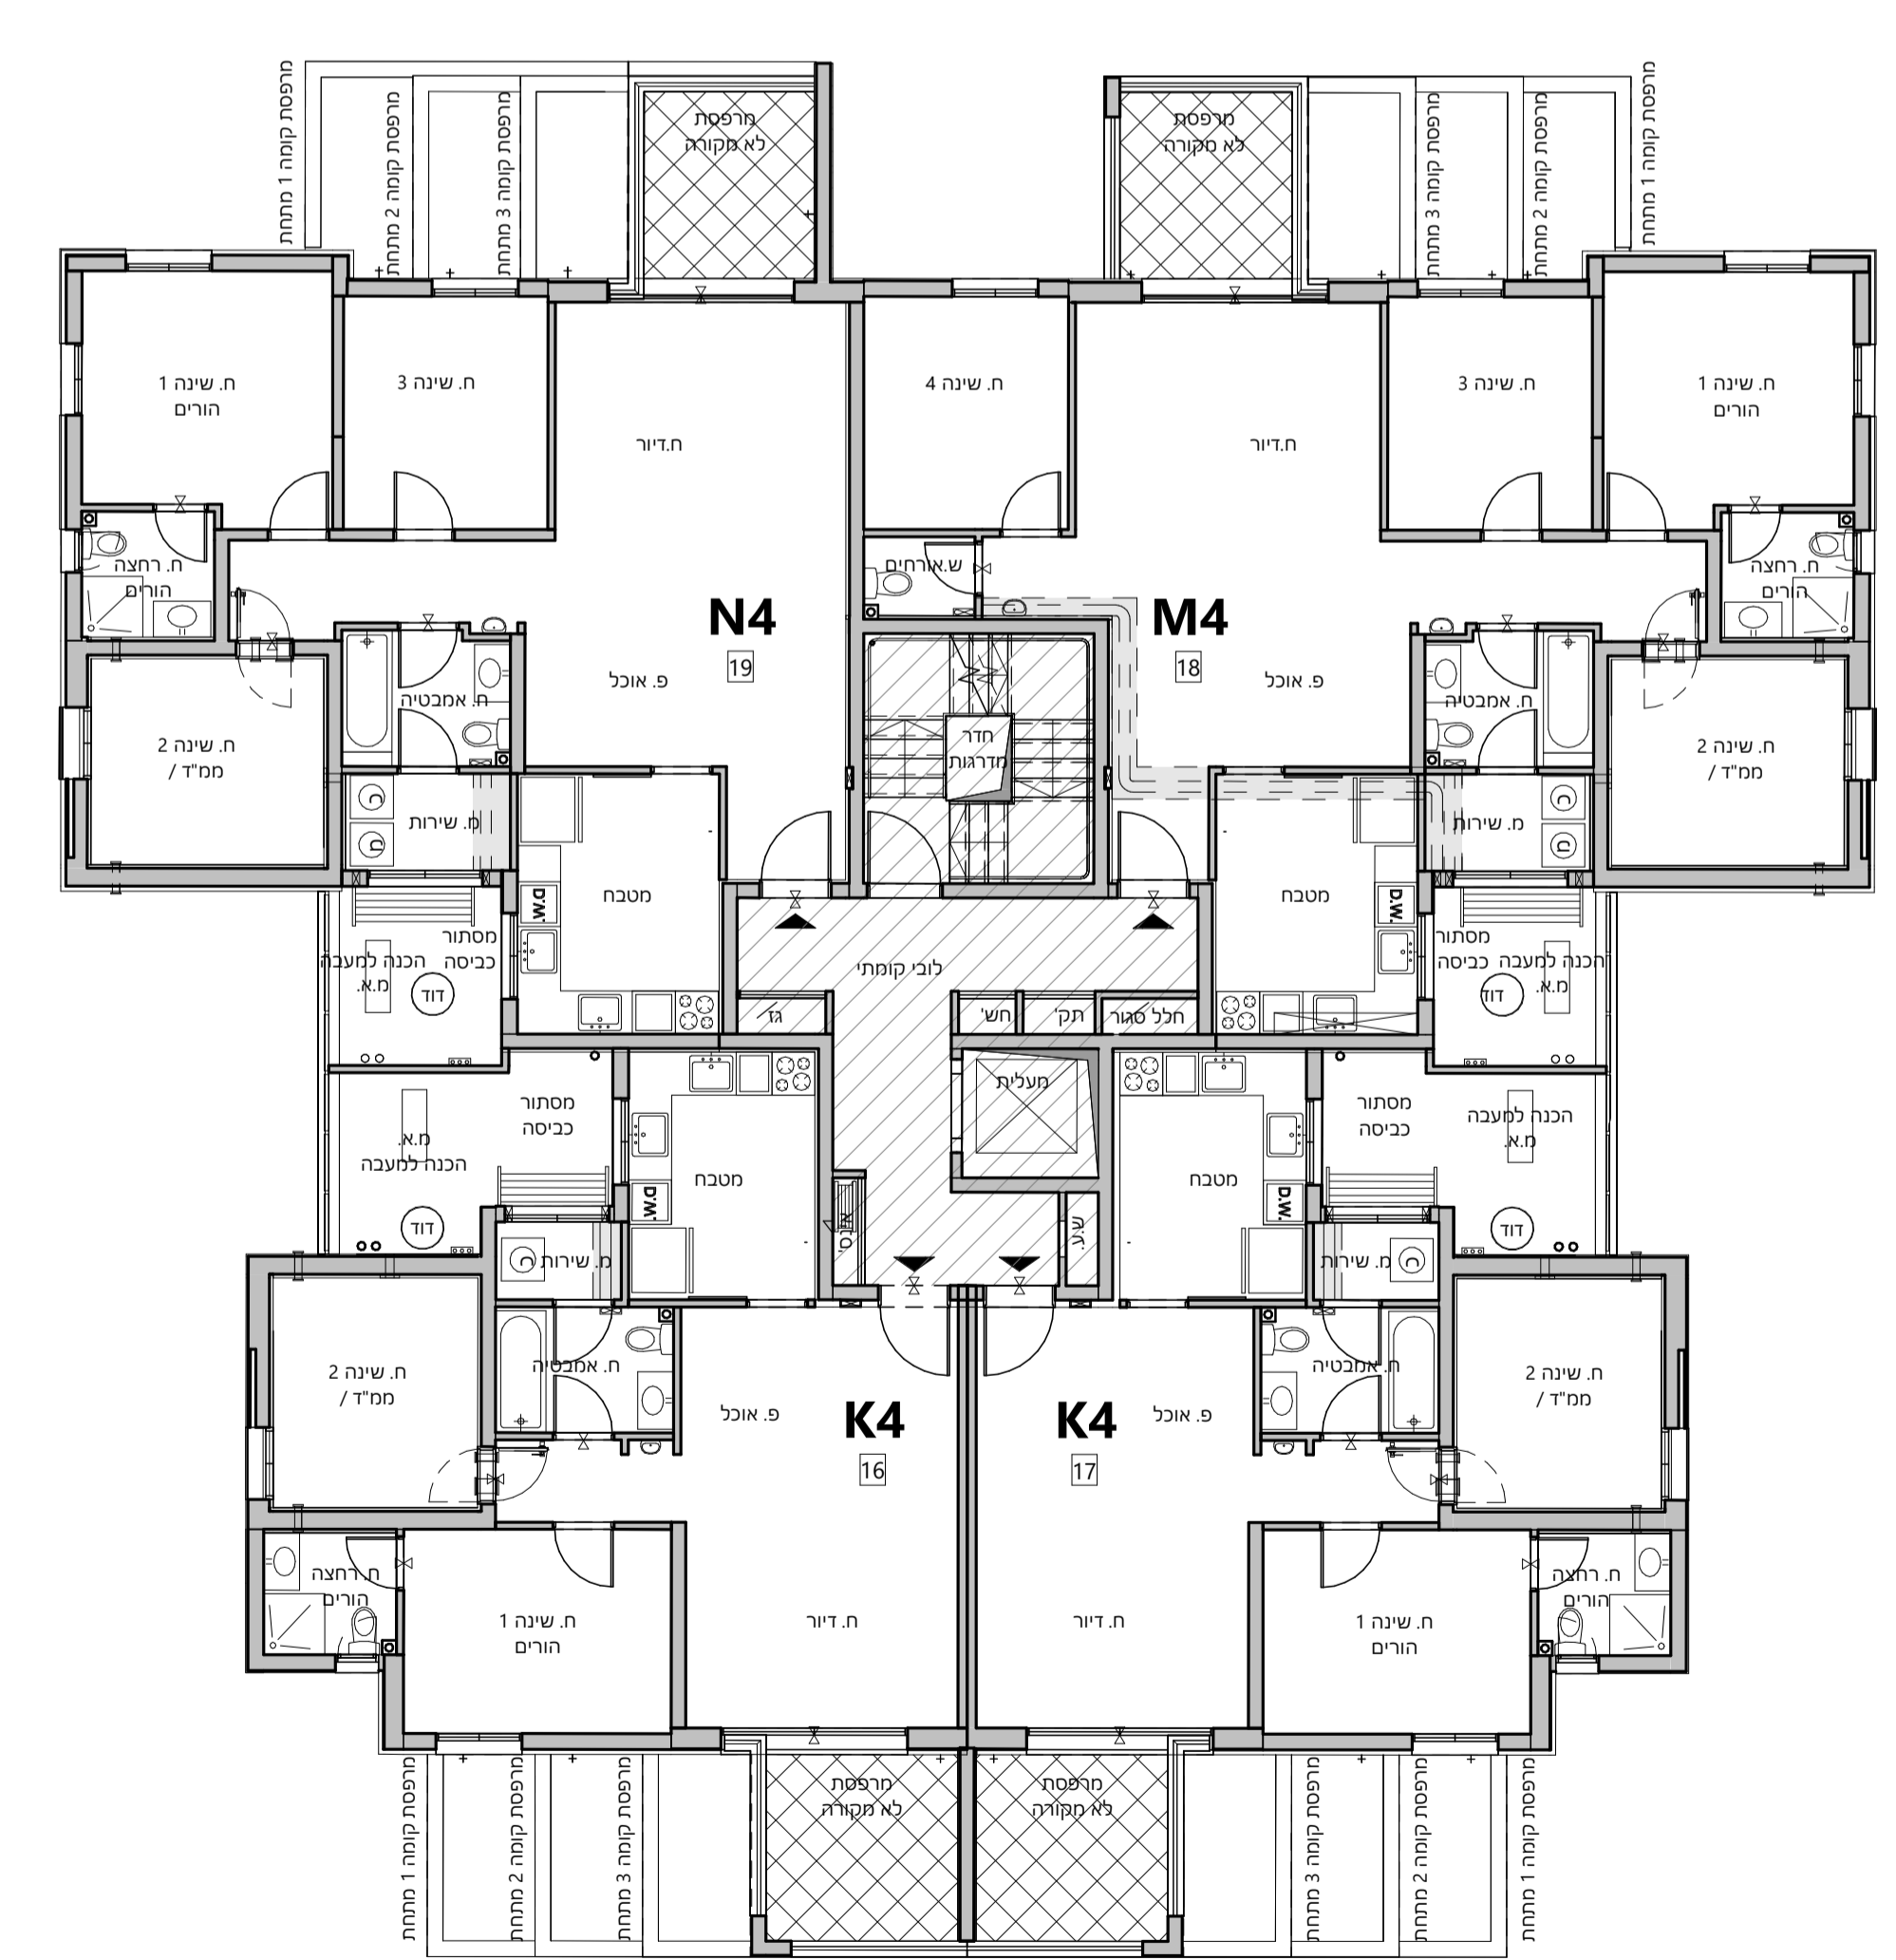 מרפסת קומה 1 מתחת
מרפסת קומה 2 מתחת
מרפסת קומה 3 מתחת
מרפסת
לא מקורה
מרפסת
לא מקורה
מרפסת קומה 3 מתחת
מרפסת קומה 2 מתחת
מרפסת קומה 1 מתחת
ח. שינה 1
הורים
ח. שינה 3
ח.דיור
ח. שינה 4
ח.דיור
ח. שינה 3
ח. שינה 1
הורים
ח. רחצה
הורים
ש.אורחים
ח. רחצה
הורים
N4
19
M4
18
פ. אוכל
פ. אוכל
ח. אמבטיה
ח. אמבטיה
ח. שינה 2
/ ממ"ד
חדר
מדרגות
ח. שינה 2
/ ממ"ד
כ
מ
מ. שירות
מ. שירות
כ
מ
מטבח
D.W.
מטבח
D.W.
מסתור
כביסה
הכנה למעבה
מ.א.
דוד
לובי קומתי
מסתור
כביסה
הכנה למעבה
מ.א.
דוד
גז
חש'
תק'
חלל סגור
מעלית
מסתור
כביסה
מ.א.
הכנה למעבה
דוד
מסתור
כביסה
הכנה למעבה
מ.א.
דוד
מטבח
D.W.
מטבח
D.W.
אינס'
ש.ע.
כ
מ. שירות
מ. שירות
כ
ח. אמבטיה
ח. אמבטיה
ח. שינה 2
/ ממ"ד
ח. שינה 2
/ ממ"ד
פ. אוכל
K4
16
K4
17
פ. אוכל
ח. רחצה
הורים
ח. שינה 1
הורים
ח. דיור
ח. דיור
ח. שינה 1
הורים
ח. רחצה
הורים
מרפסת קומה 1 מתחת
מרפסת קומה 2 מתחת
מרפסת קומה 3 מתחת
מרפסת
לא מקורה
מרפסת
לא מקורה
מרפסת קומה 3 מתחת
מרפסת קומה 2 מתחת
מרפסת קומה 1 מתחת